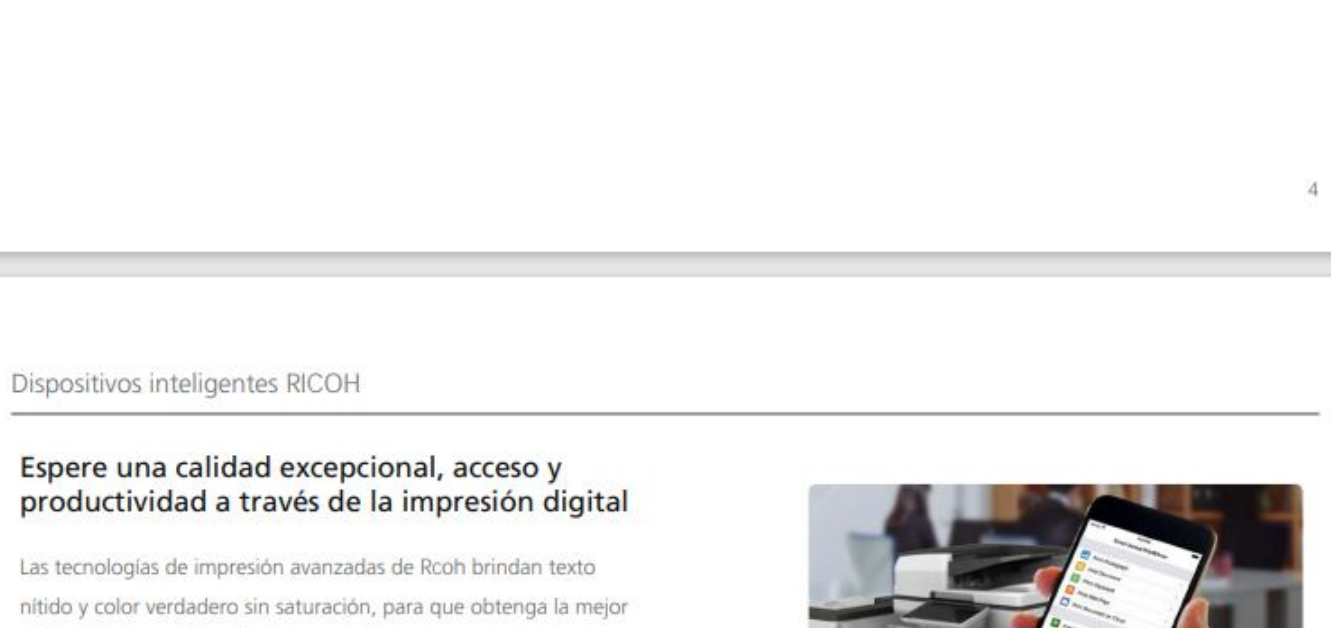 4
Dispositivos inteligentes RICOH
Espere una calidad excepcional, acceso y
productividad a través de la impresión digital
Las tecnologías de impresión avanzadas de Rcoh brindan texto
nítido y color verdadero sin saturación, para que obtenga la mejor